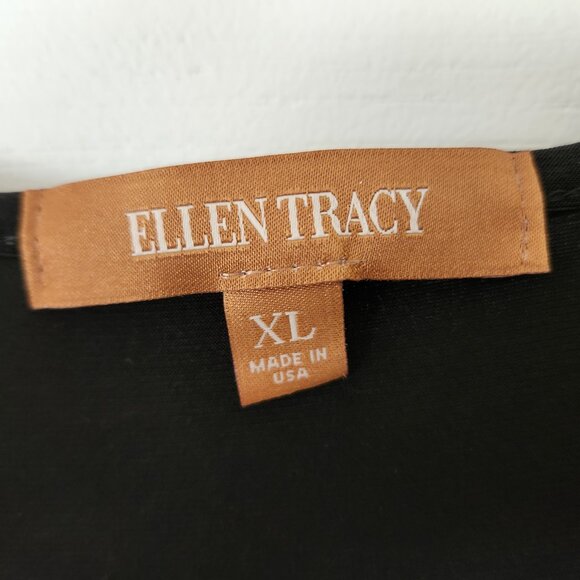 ELLEN TRACY
XL
MADE IN
USA